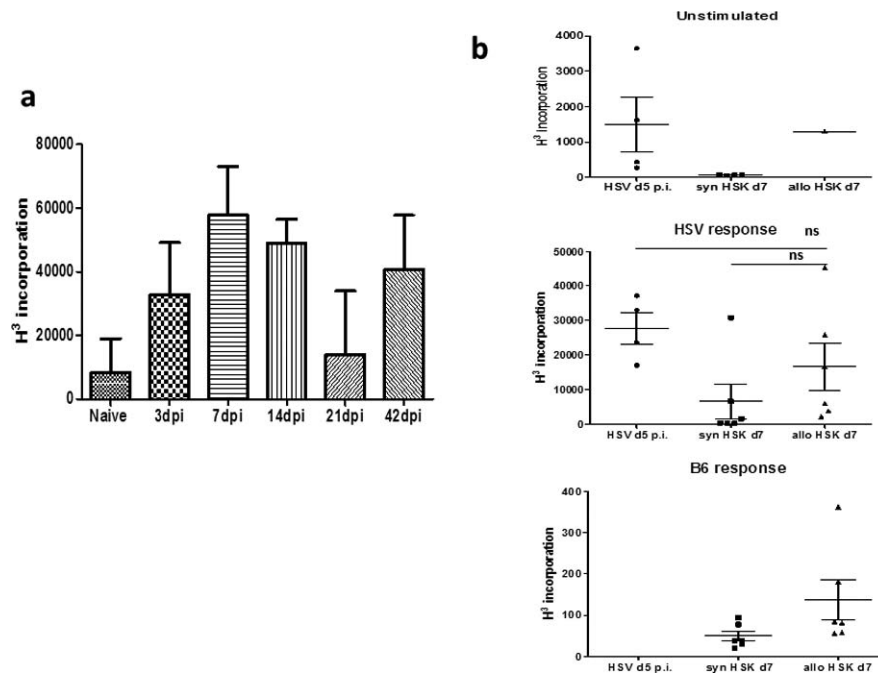 a
H³ incorporation
80000
60000
40000
20000
0
Naive 3dpi 7dpi 14dpi 21dpi 42dpi
b
Unstimulated
H³ Incorporation
4000
3000
2000
1000
0
HSV d5 p.i. syn HSK d7 allo HSK d7
HSV response
ns
ns
H³ incorporation
50000
40000
30000
20000
10000
0
HSV d5 p.i. syn HSK d7 allo HSK d7
B6 response
H³ incorporation
400
300
200
100
0
HSV d5 p.i. syn HSK d7 allo HSK d7